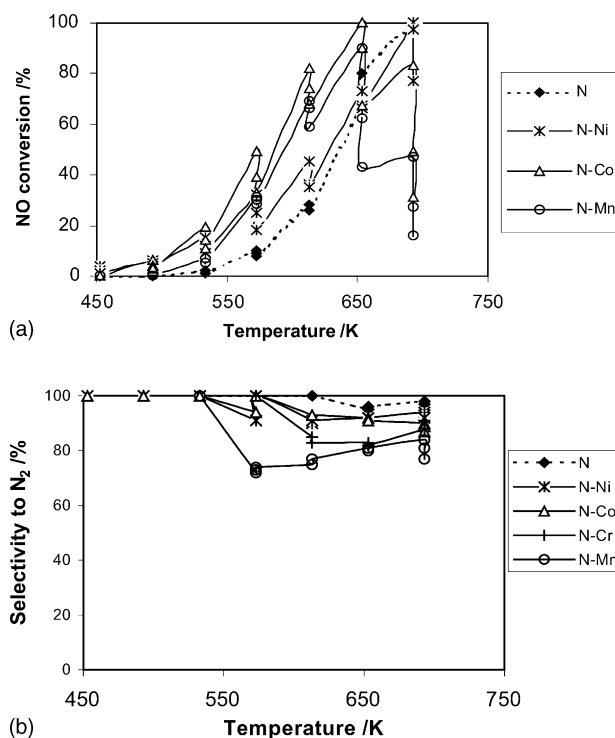 NO conversion /%
100
80
60
40
20
0
450 550 650 750
Temperature /K
N
N-Ni
N-Co
N-Mn
(a)
Selectivity to N₂ /%
100
80
60
40
20
0
450 550 650 750
Temperature /K
N
N-Ni
N-Co
N-Cr
N-Mn
(b)